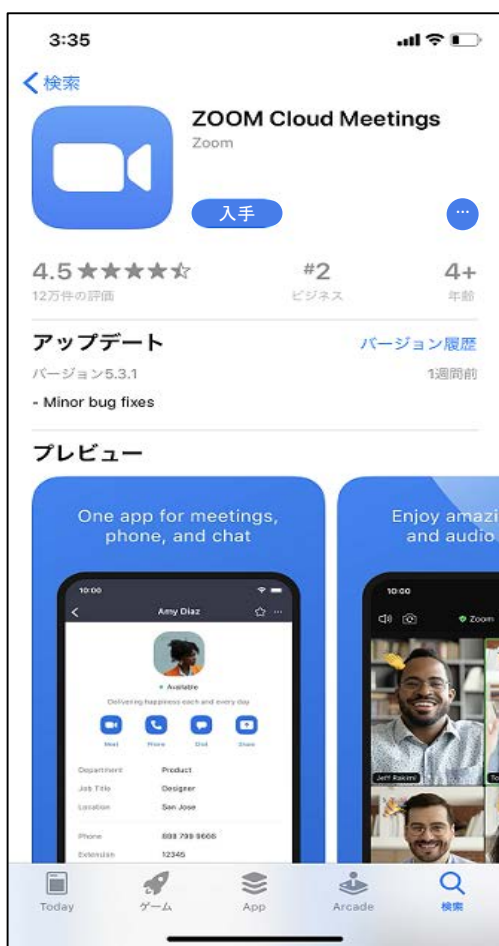 3:35
検索
ZOOM Cloud Meetings
Zoom
入手
4.5
#2
4+
12万件の評価
ビジネス
年齢
アップデート
バージョン履歴
バージョン5.3.1
1週間前
- Minor bug fixes
プレビュー
One app for meetings,
phone, and chat
Enjoy amazi
and audio
10:00
Amy Diaz
Available
Delivering happiness each and every day
Meet
Phone
Chat
Share
Department
Product
Job Title
Designer
Location
San Jose
Phone
888 799 9666
Extension
12345
10:00
Zoom
Jeff Rakimi
To
Today
ゲーム
App
Arcade
検索